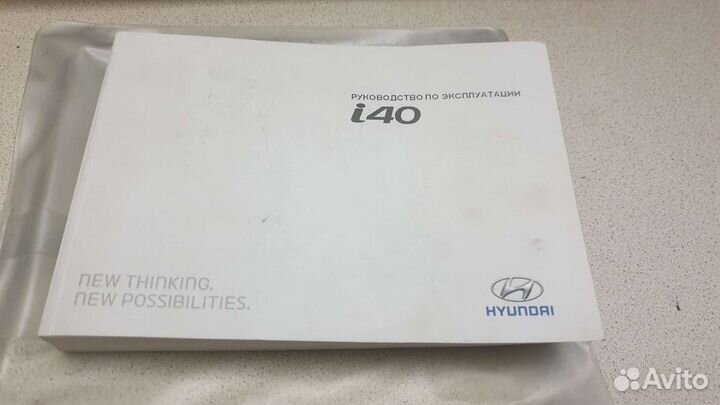 РУКОВОДСТВО ПО ЭКСПЛУАТАЦИИ
i40
NEW THINKING.
NEW POSSIBILITIES.
HYUNDAI
Avito